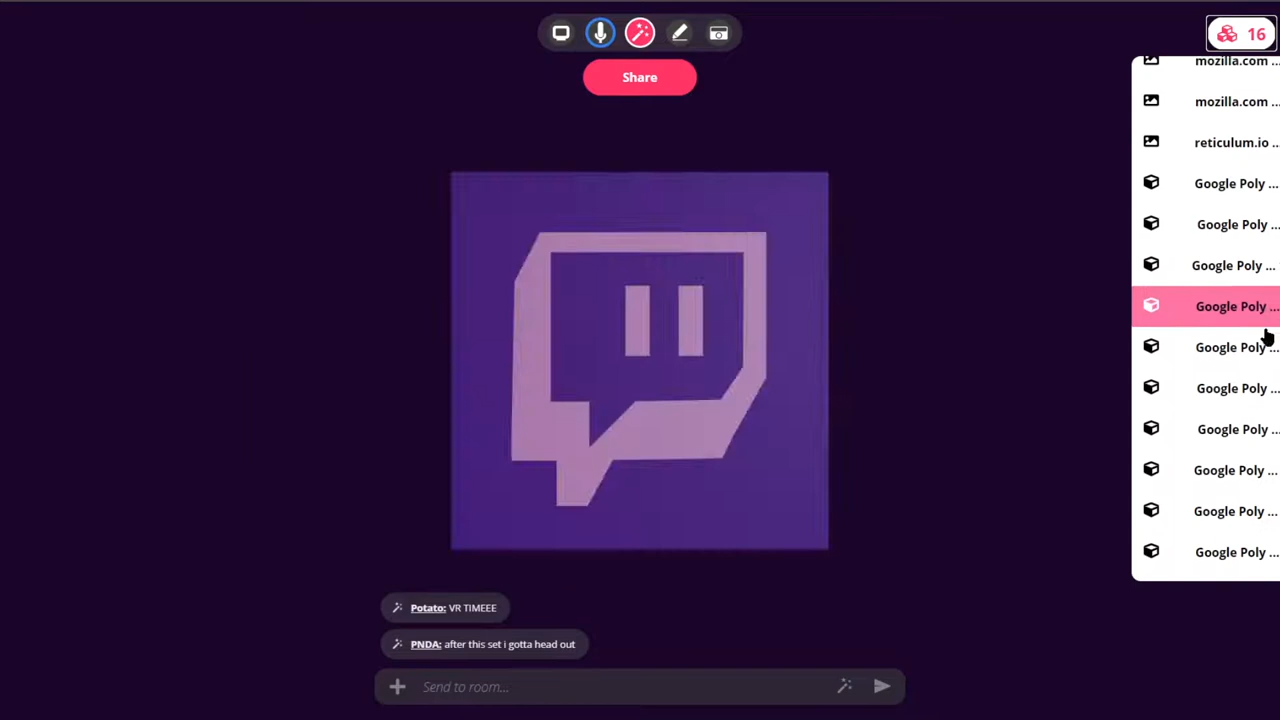 16
Share
mozilla.com ...
mozilla.com ...
reticulum.io ...
Google Poly ...
Google Poly ...
Google Poly ...
Google Poly ...
Google Poly ...
Google Poly ...
Google Poly ...
Google Poly ...
Google Poly ...
Google Poly ...
Potato: VR TIMEEE
PNDA: after this set i gotta head out
Send to room...